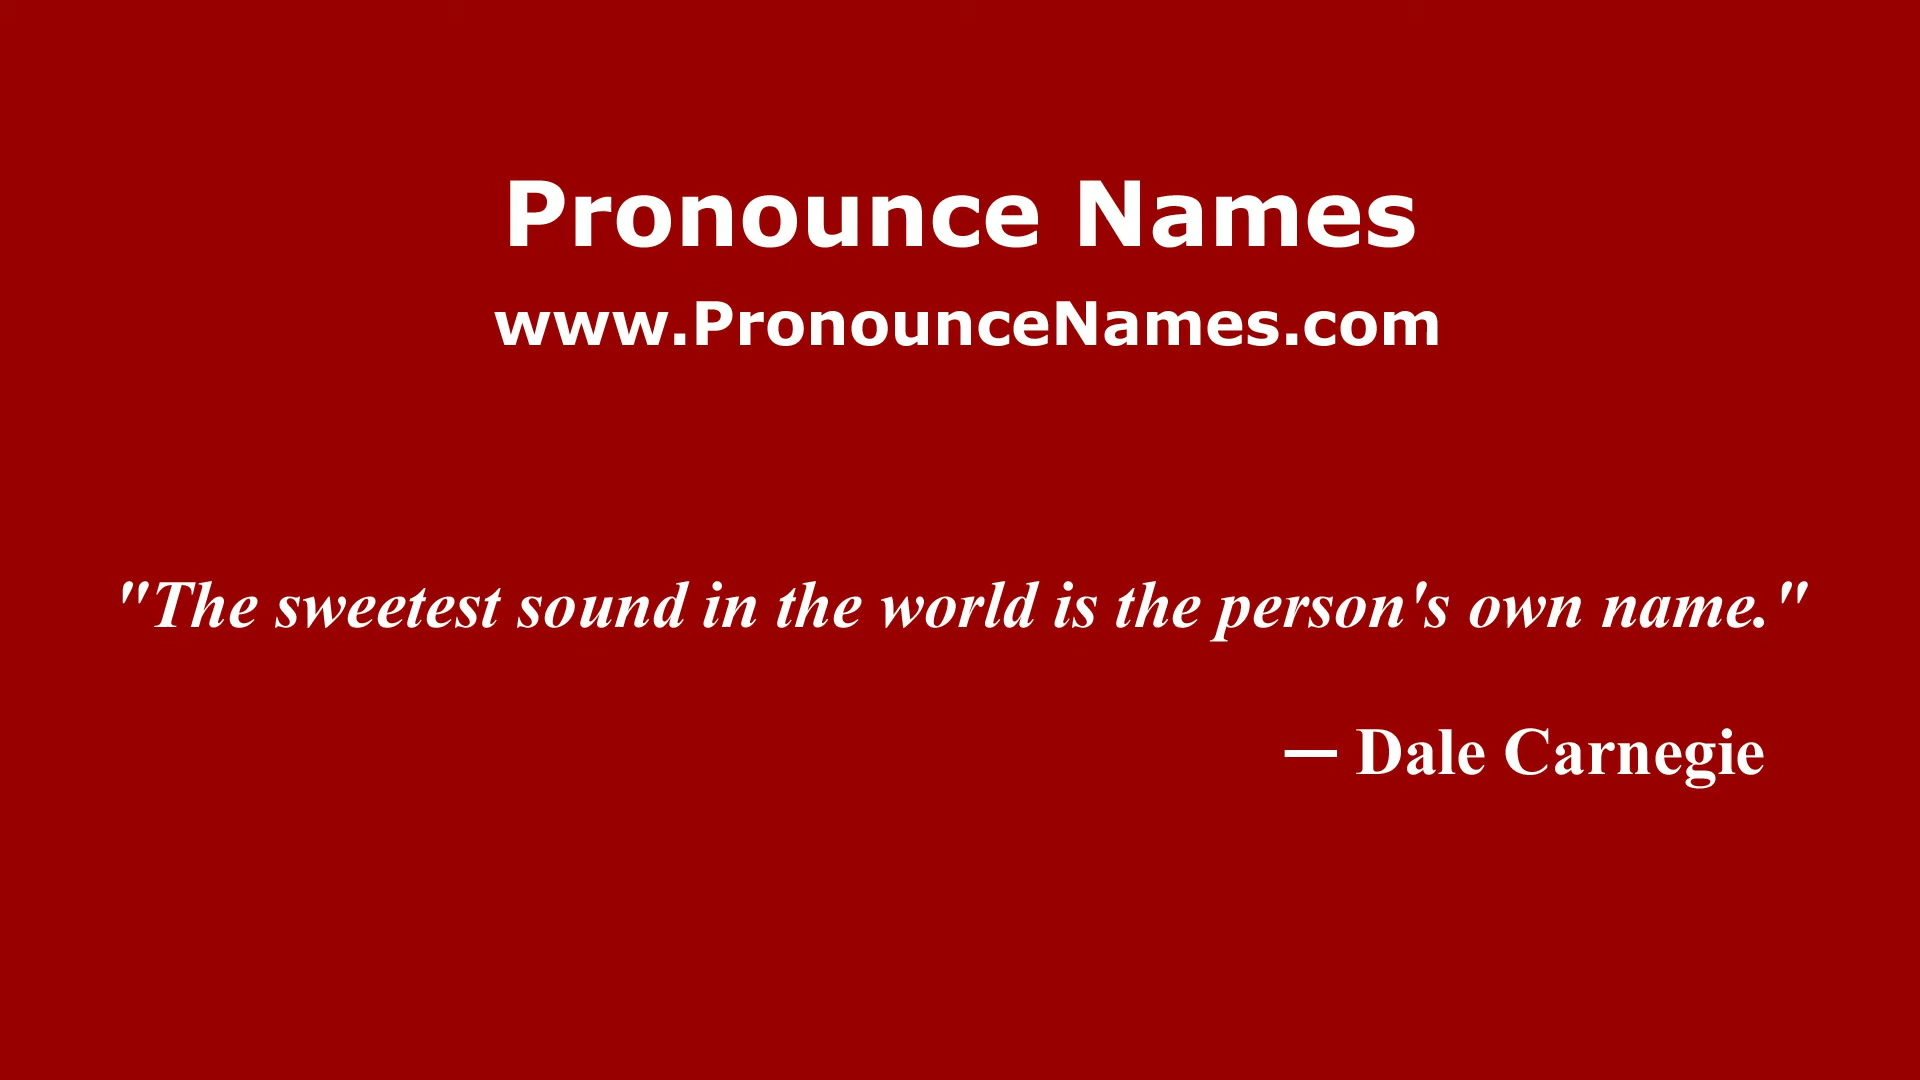 Pronounce Names
www.PronounceNames.com
"The sweetest sound in the world is the person's own name."
— Dale Carnegie